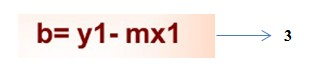 b= y1- mx1 3